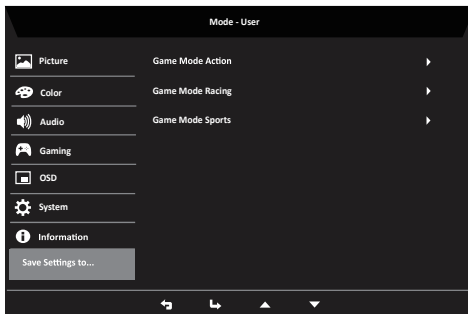 Mode - User
Picture
Color
Audio
Gaming
OSD
System
Information
Save Settings to...
Game Mode Action
Game Mode Racing
Game Mode Sports